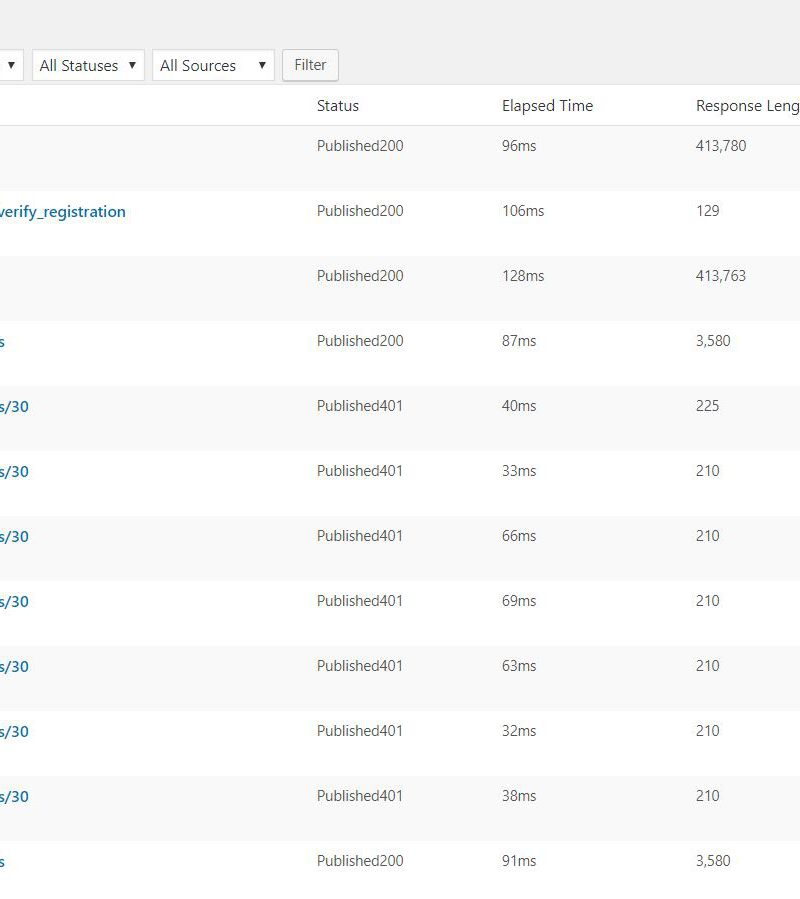 All Statuses All Sources Filter
Status Elapsed Time Response Leng
Published200 96ms 413,780
verify_registration Published200 106ms 129
Published200 128ms 413,763
s Published200 87ms 3,580
s/30 Published401 40ms 225
s/30 Published401 33ms 210
s/30 Published401 66ms 210
s/30 Published401 69ms 210
s/30 Published401 63ms 210
s/30 Published401 32ms 210
s/30 Published401 38ms 210
s Published200 91ms 3,580